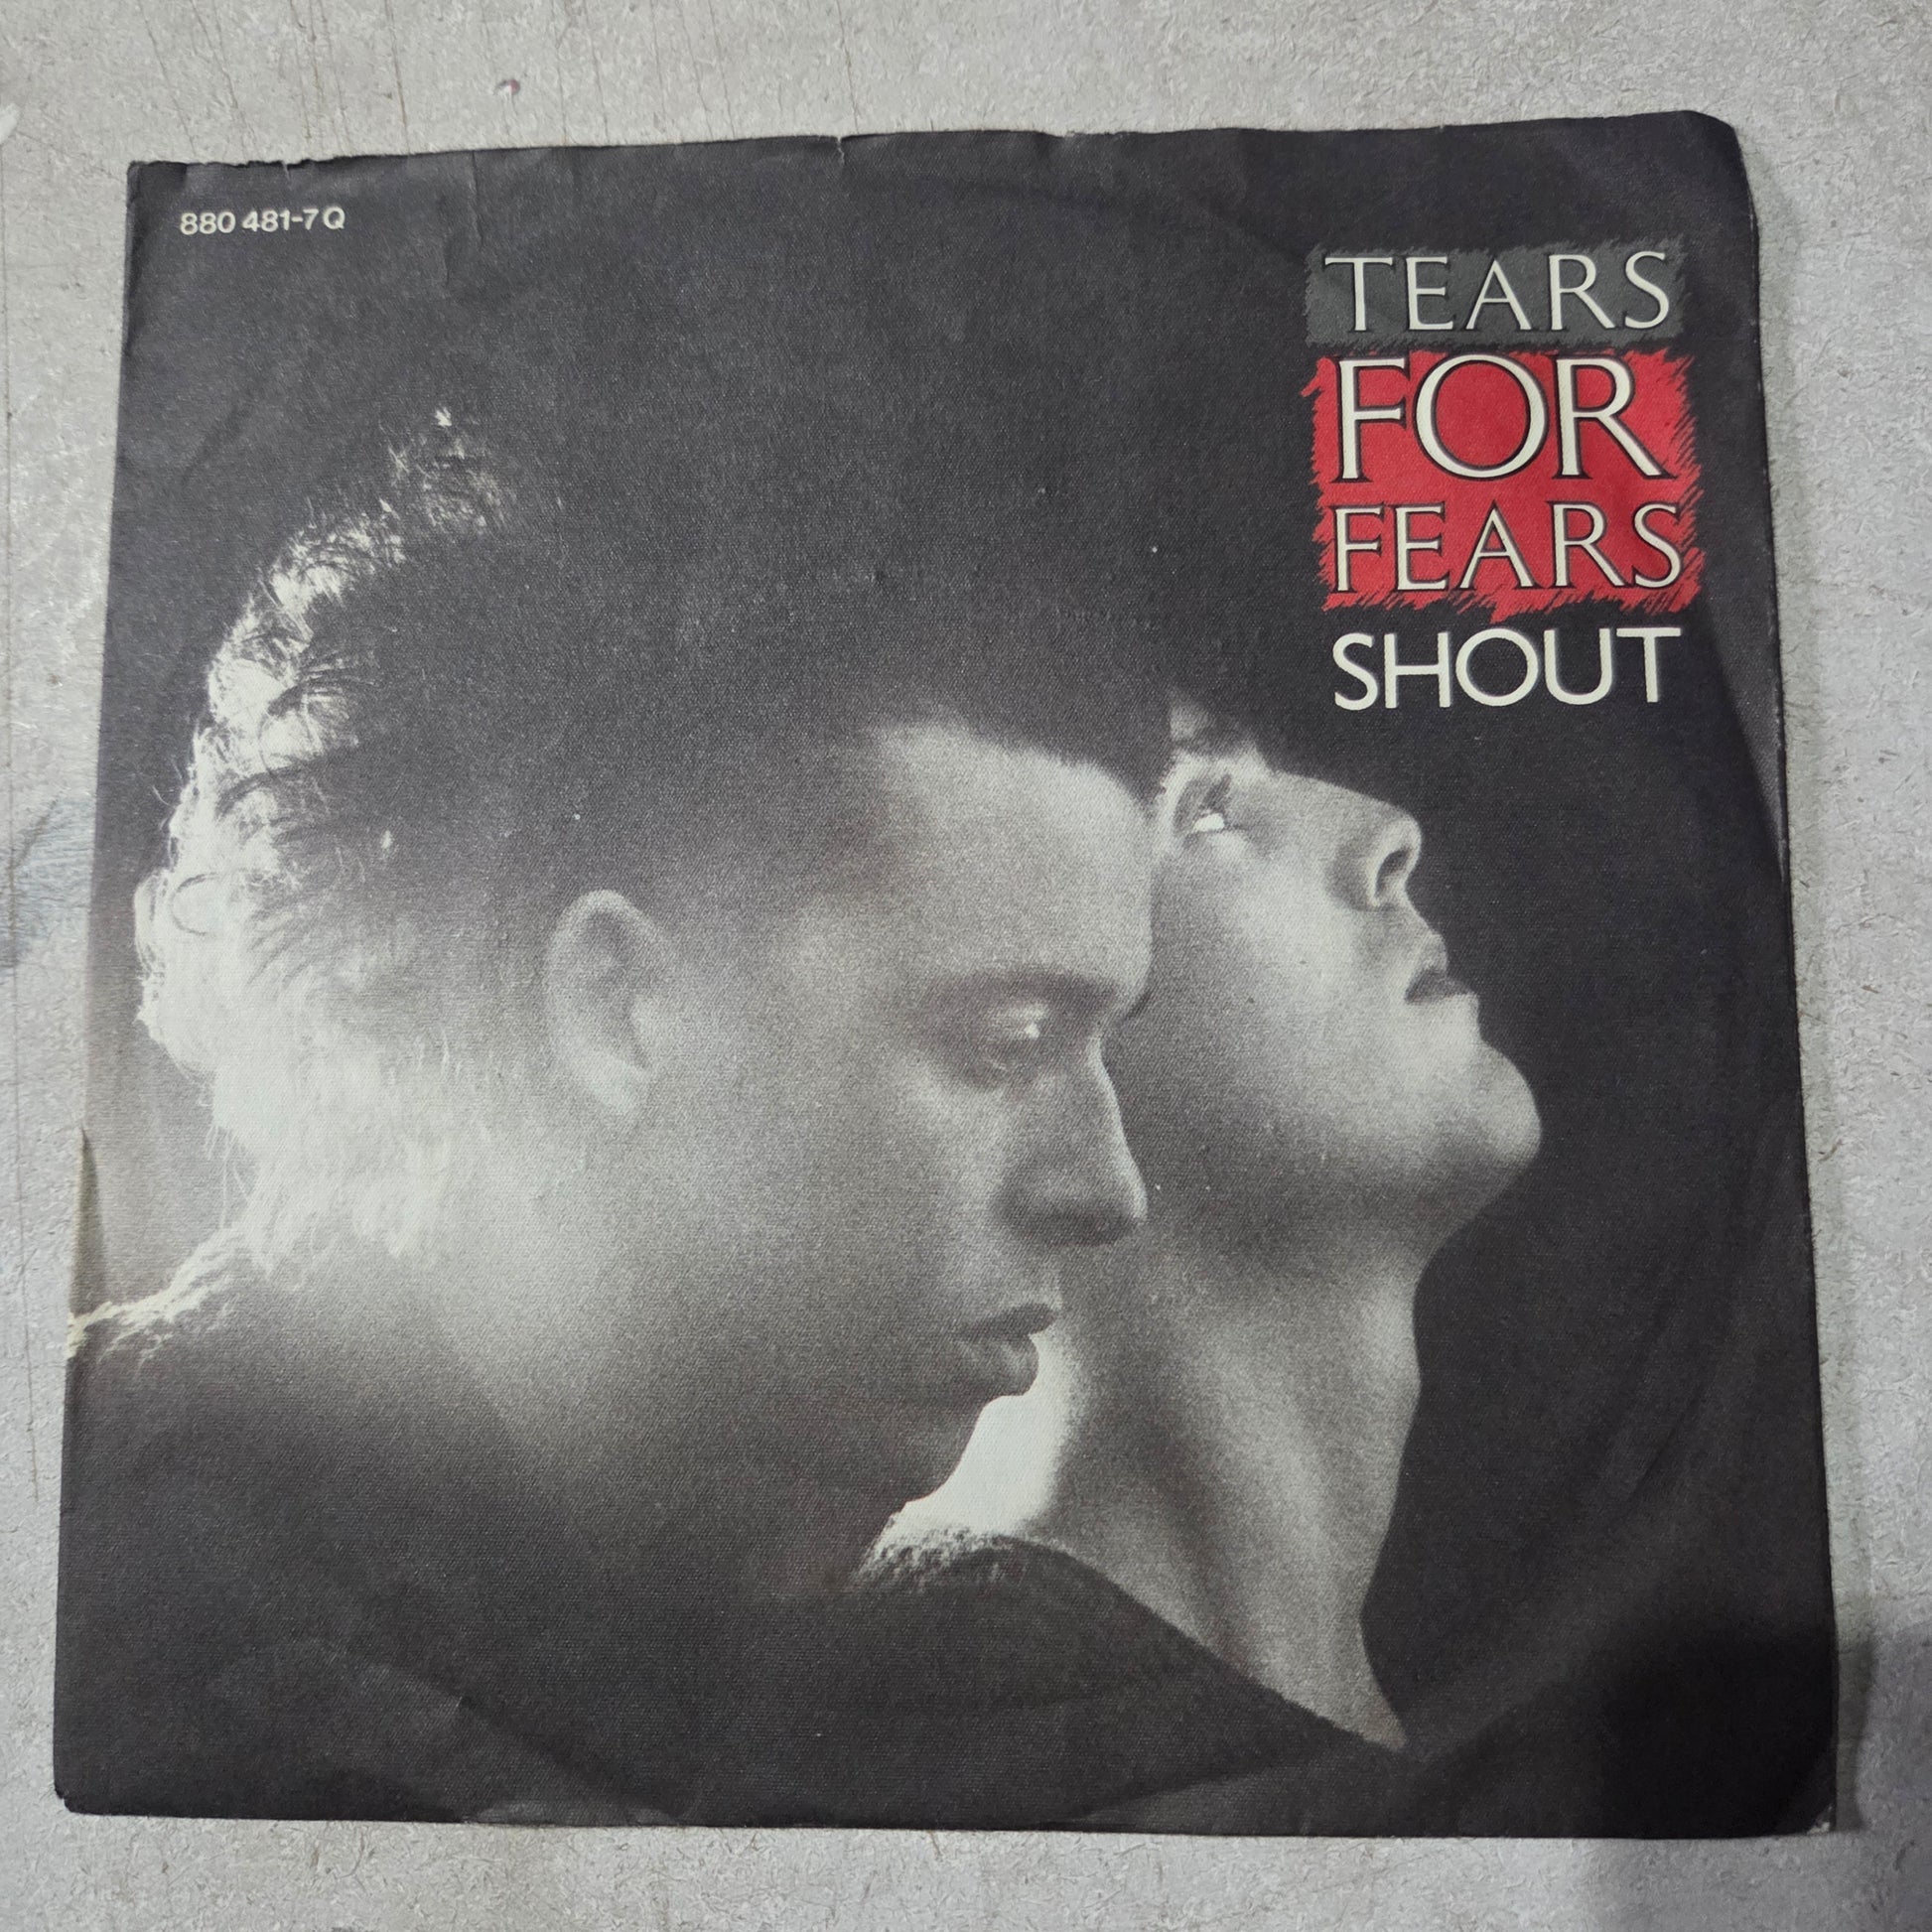 880 481-7 Q
TEARS
FOR
FEARS
SHOUT